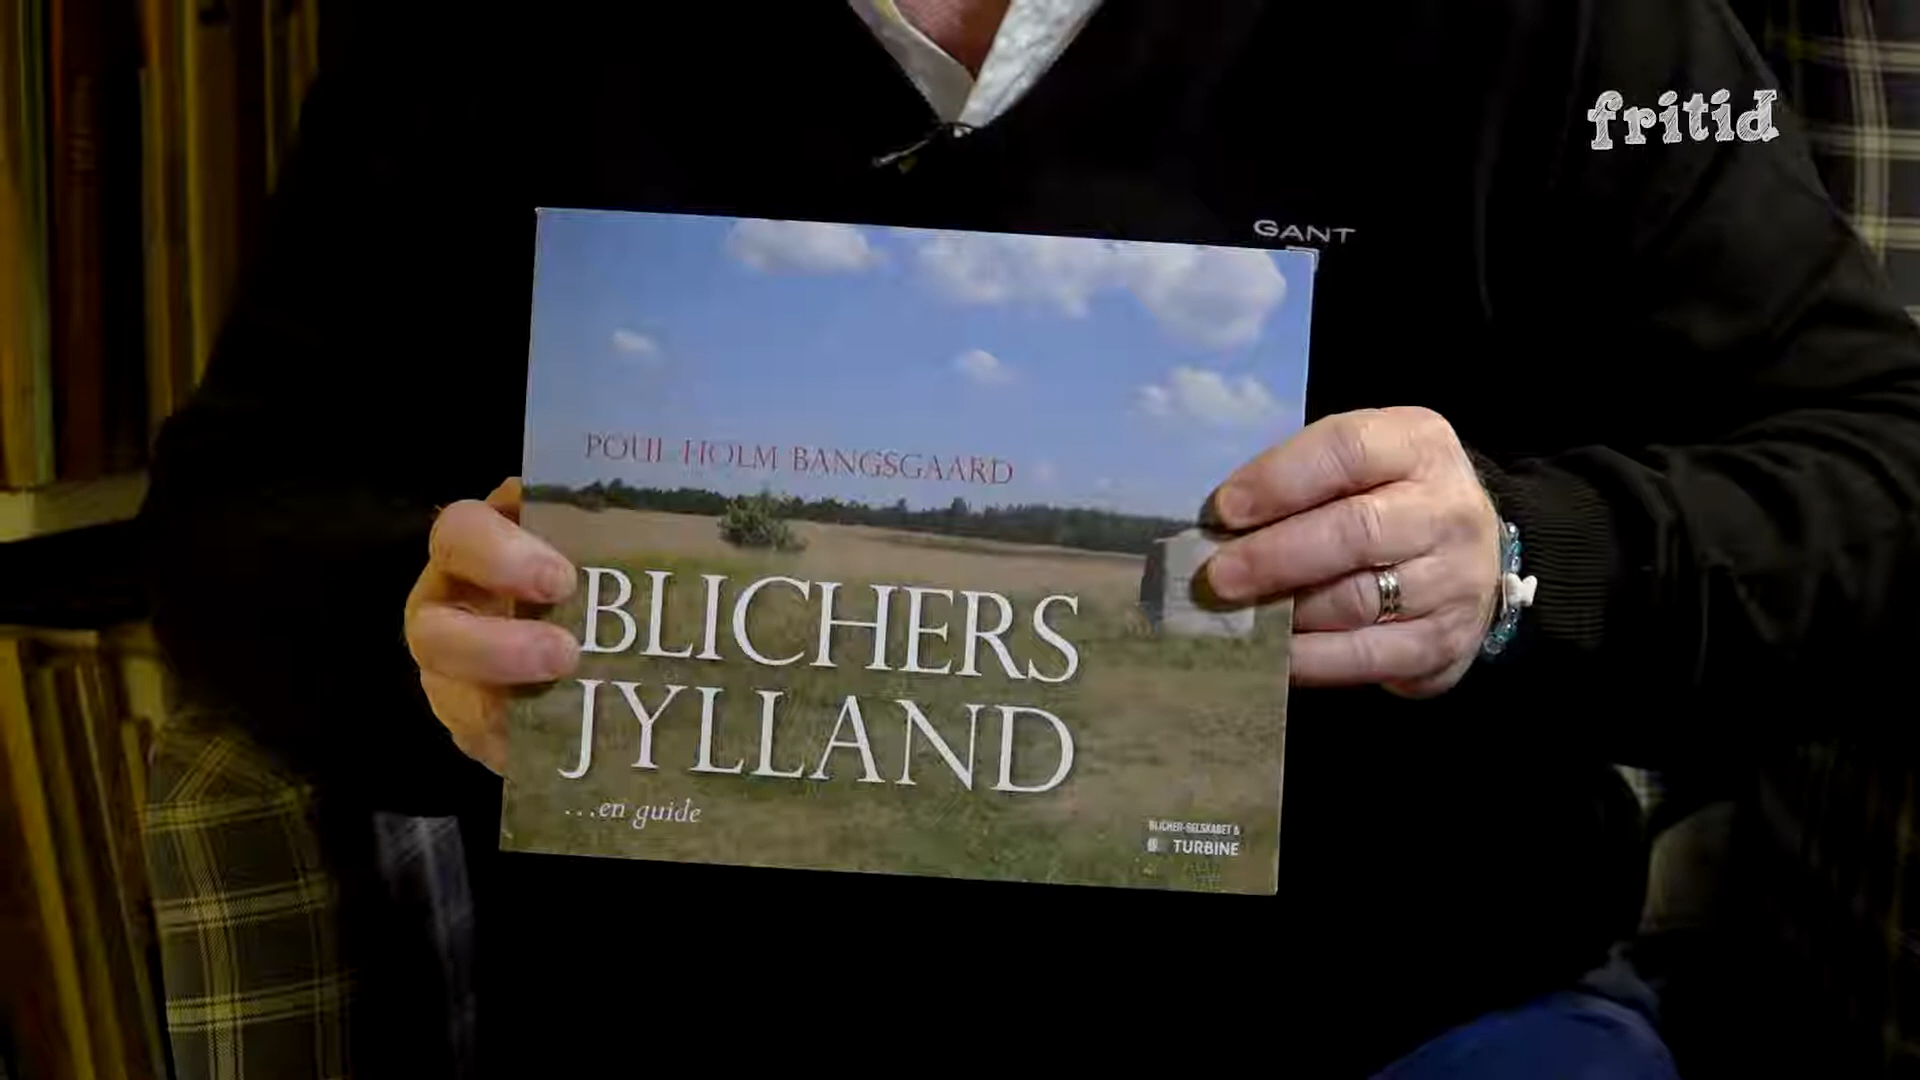 fritid
GANT
POUL HOLM BANGSGAARD
BLICHERS
JYLLAND
...en guide
BLICHER-SELSKABET &
TURBINE